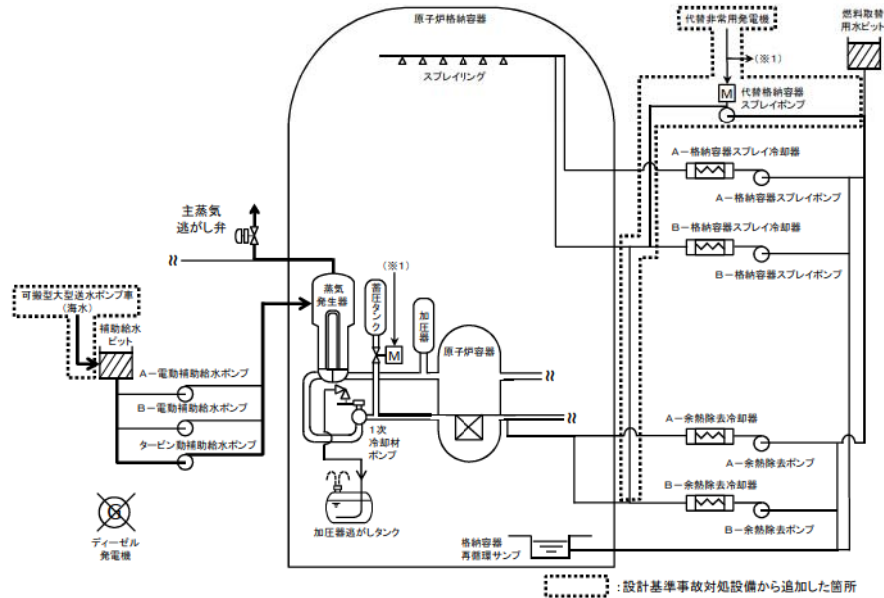 原子炉格納容器
スプレイリング
代替非常用発電機
(※1)
燃料取替
用水ピット
M
代替格納容器
スプレイポンプ
A-格納容器スプレイ冷却器
A-格納容器スプレイポンプ
B-格納容器スプレイ冷却器
B-格納容器スプレイポンプ
主蒸気
逃がし弁
可搬型大型送水ポンプ車
(海水)
補助給水
ピット
A-電動補助給水ポンプ
B-電動補助給水ポンプ
タービン動補助給水ポンプ
蒸気
発生器
蓄圧タンク
(※1)
M
加圧器
原子炉容器
1次
冷却材
ポンプ
加圧器逃がしタンク
A-余熱除去冷却器
A-余熱除去ポンプ
B-余熱除去冷却器
B-余熱除去ポンプ
格納容器
再循環サンプ
G
ディーゼル
発電機
:設計基準事故対処設備から追加した箇所